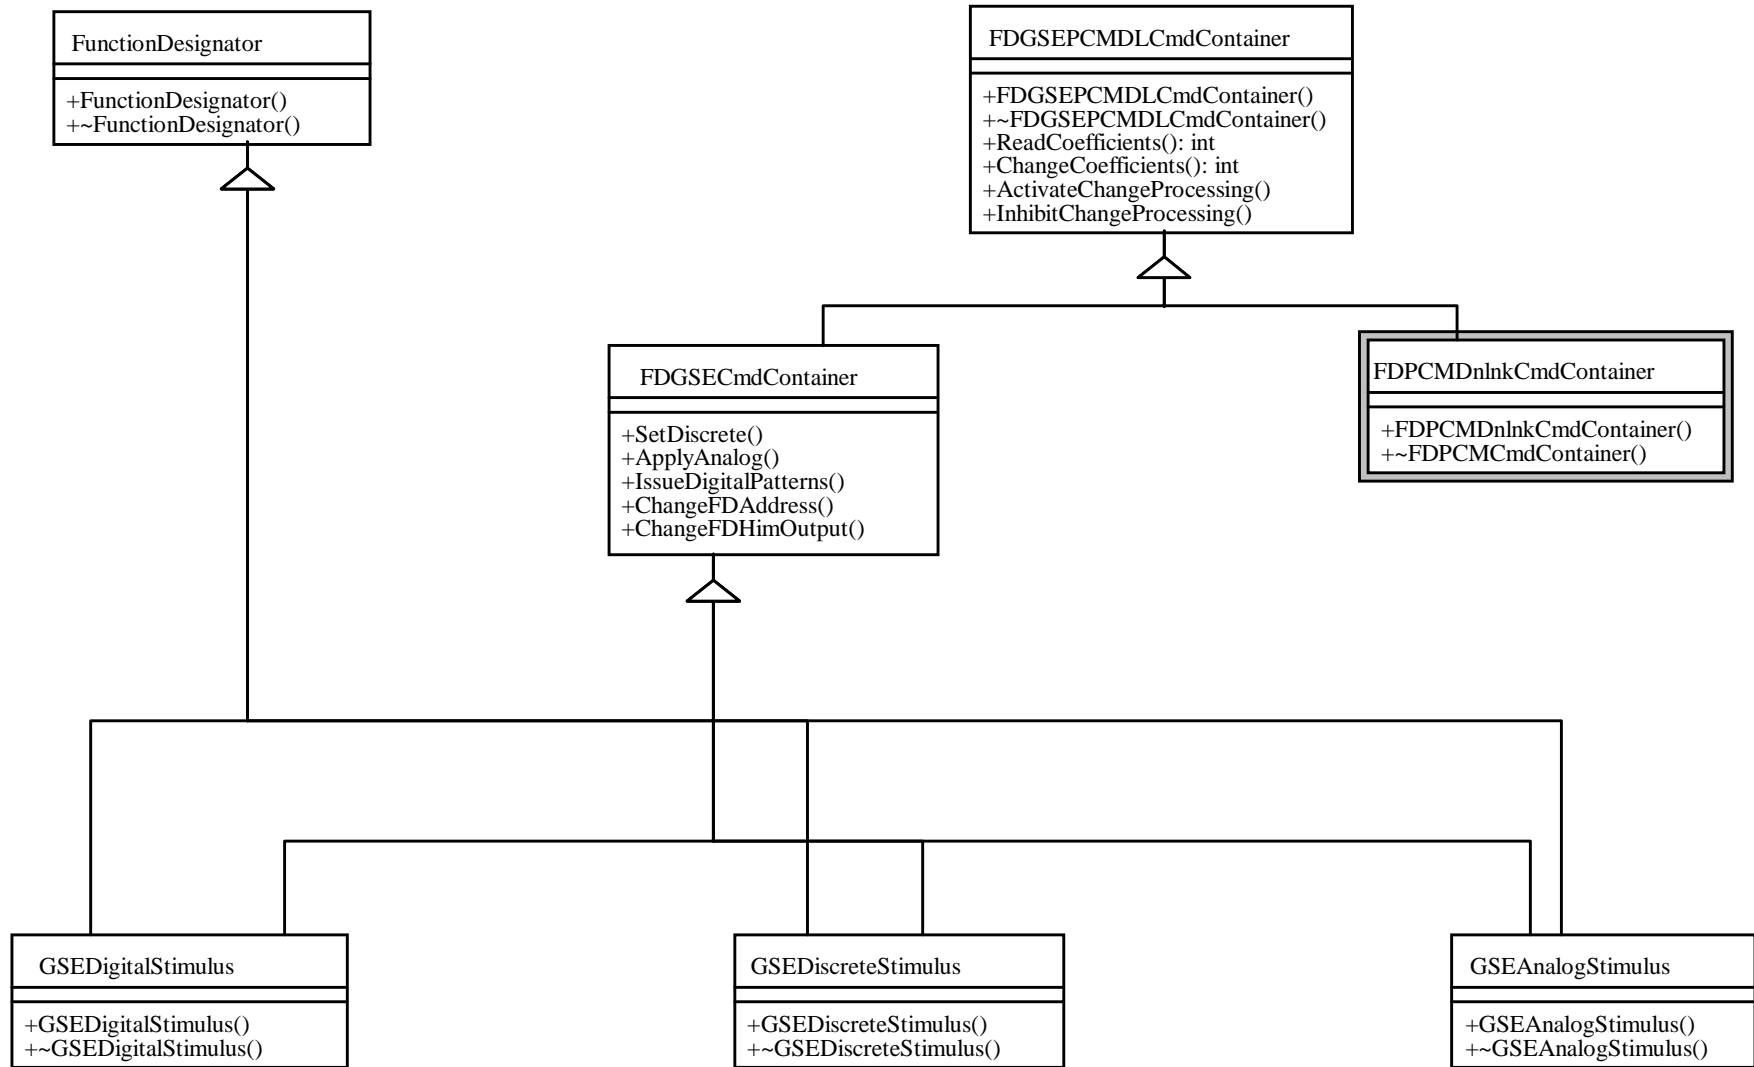 FunctionDesignator
+FunctionDesignator()
+~FunctionDesignator()
FDGSEPCMDLCmdContainer
+FDGSEPCMDLCmdContainer()
+~FDGSEPCMDLCmdContainer()
+ReadCoefficients(): int
+ChangeCoefficients(): int
+ActivateChangeProcessing()
+InhibitChangeProcessing()
FDGSECmdContainer
+SetDiscrete()
+ApplyAnalog()
+IssueDigitalPatterns()
+ChangeFDAddress()
+ChangeFDHimOutput()
FDPCMDnlnkCmdContainer
+FDPCMDnlnkCmdContainer()
+~FDPCMCmdContainer()
GSEDigitalStimulus
+GSEDigitalStimulus()
+~GSEDigitalStimulus()
GSEDiscreteStimulus
+GSEDiscreteStimulus()
+~GSEDiscreteStimulus()
GSEAnalogStimulus
+GSEAnalogStimulus()
+~GSEAnalogStimulus()